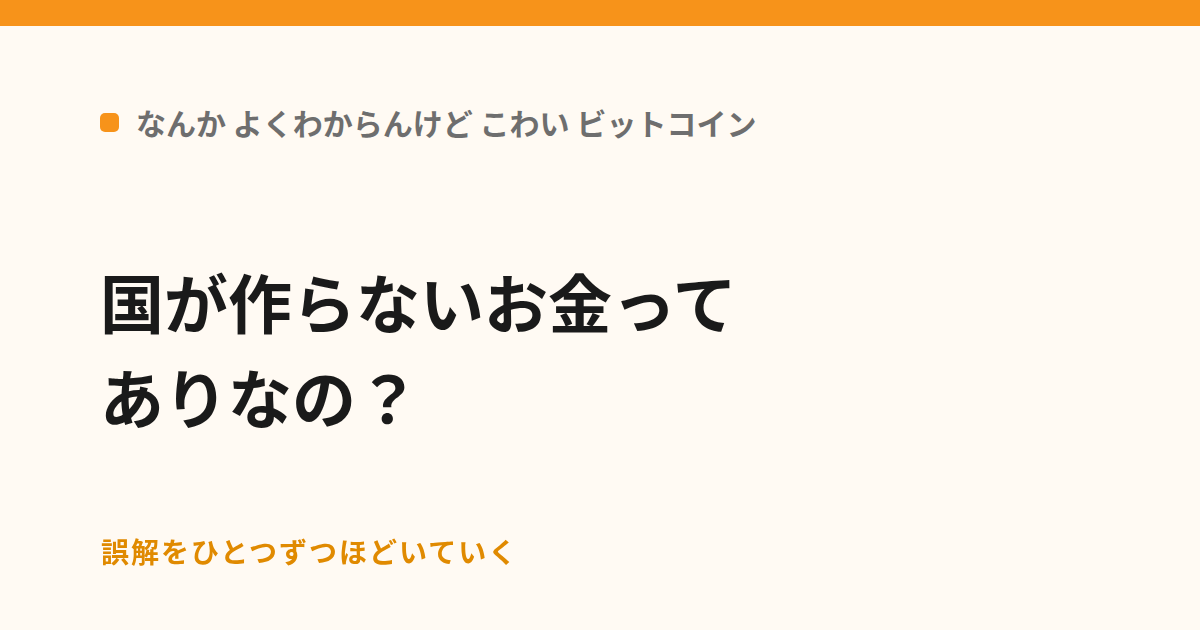 なんか よくわからんけど こわい ビットコイン
国が作らないお金って
ありなの？
誤解をひとつずつほどいていく